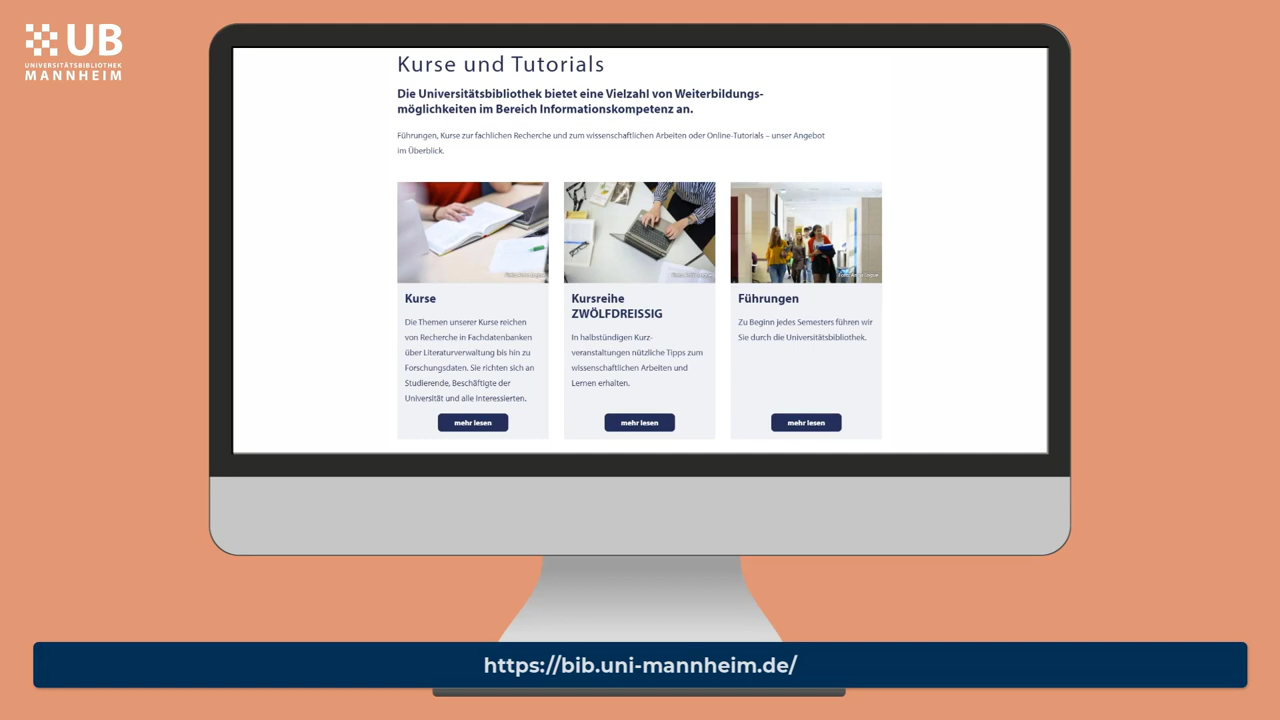 UB
UNIVERSITÄTSBIBLIOTHEK
MANNHEIM
Kurse und Tutorials
Die Universitätsbibliothek bietet eine Vielzahl von Weiterbildungs-
möglichkeiten im Bereich Informationskompetenz an.
Führungen, Kurse zur fachlichen Recherche und zum wissenschaftlichen Arbeiten oder Online-Tutorials – unser Angebot
im Überblick.
Kurse
Die Themen unserer Kurse reichen
von Recherche in Fachdatenbanken
über Literaturverwaltung bis hin zu
Forschungsdaten. Sie richten sich an
Studierende, Beschäftigte der
Universität und alle Interessierten.
mehr lesen
Kursreihe
ZWÖLFDREISSIG
In halbstündigen Kurz-
veranstaltungen nützliche Tipps zum
wissenschaftlichen Arbeiten und
Lernen erhalten.
mehr lesen
Führungen
Zu Beginn jedes Semesters führen wir
Sie durch die Universitätsbibliothek.
mehr lesen
https://bib.uni-mannheim.de/